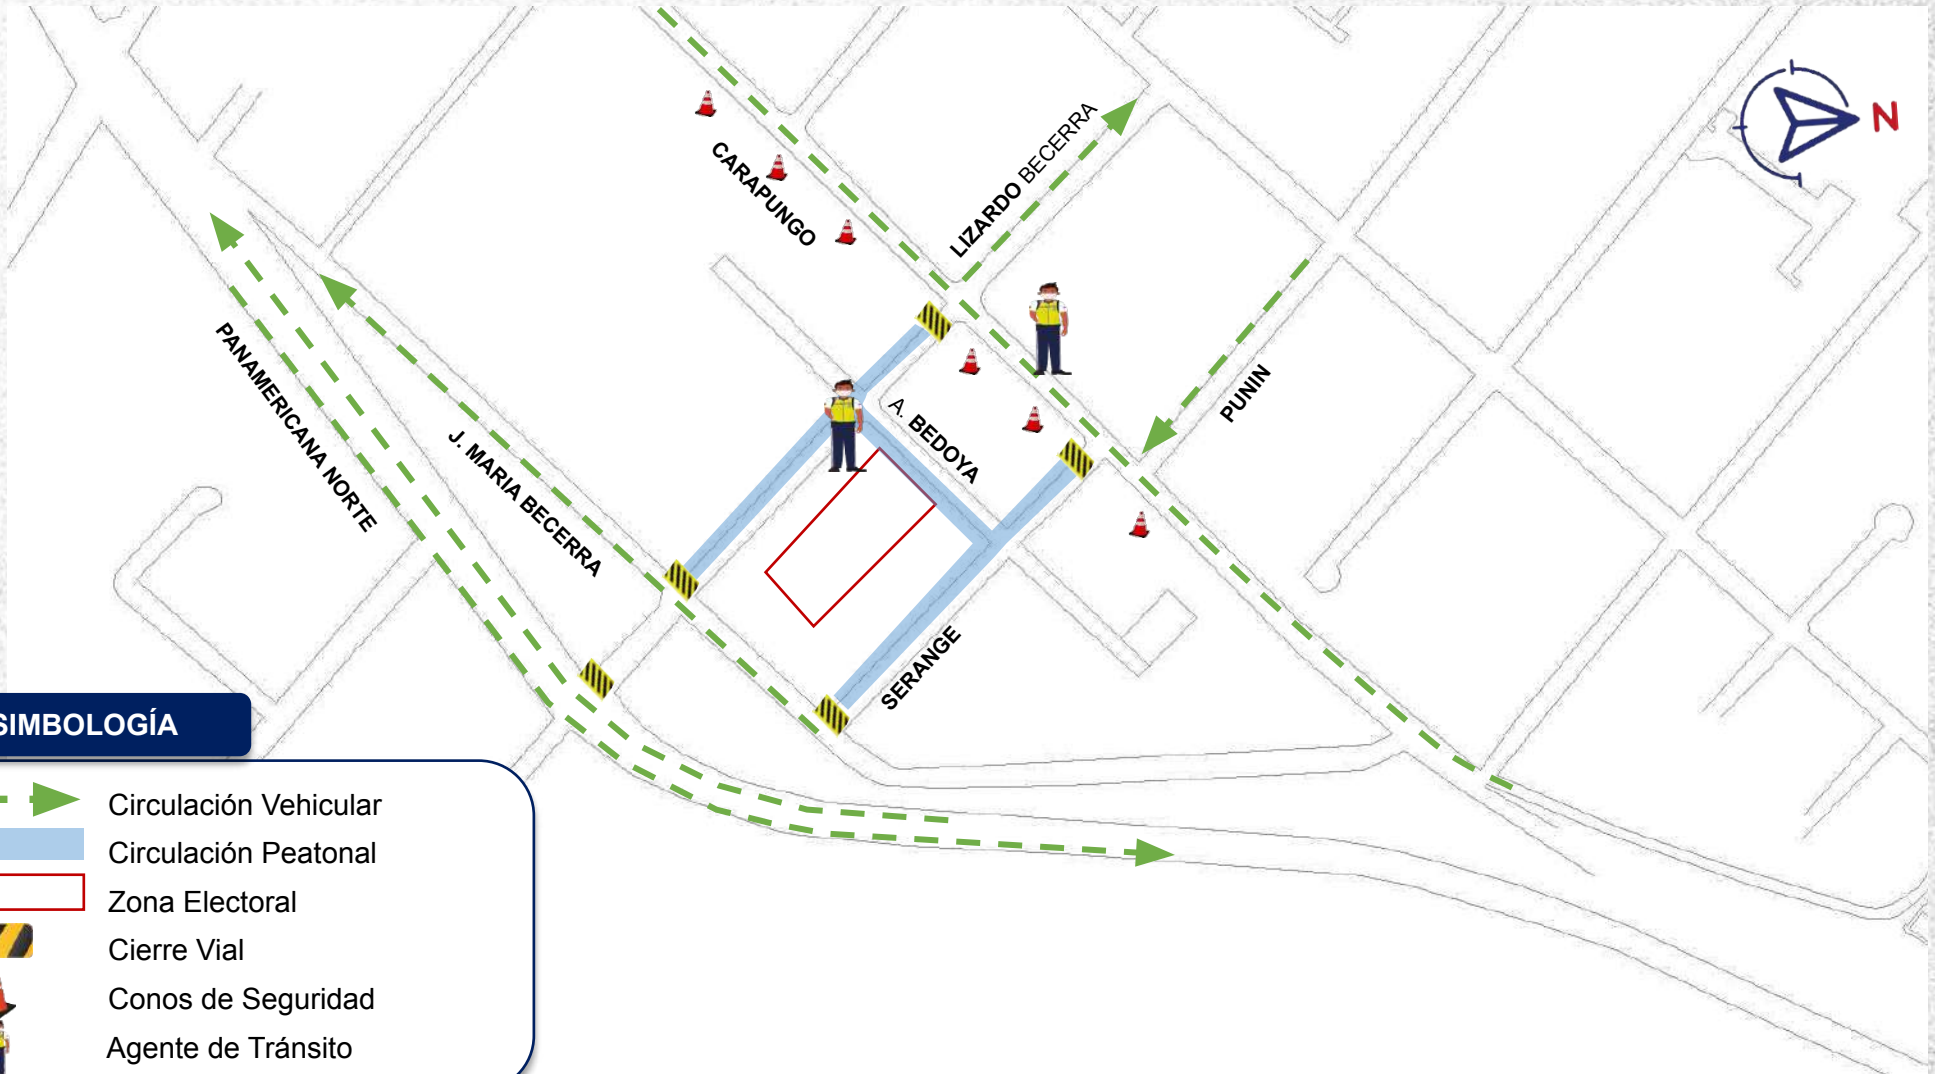 N
CARAPUNGO
LIZARDO BECERRA
PUNIN
PANAMERICANA NORTE
J. MARIA BECERRA
A. BEDOYA
SERANGE
SIMBOLOGÍA
Circulación Vehicular
Circulación Peatonal
Zona Electoral
Cierre Vial
Conos de Seguridad
Agente de Tránsito